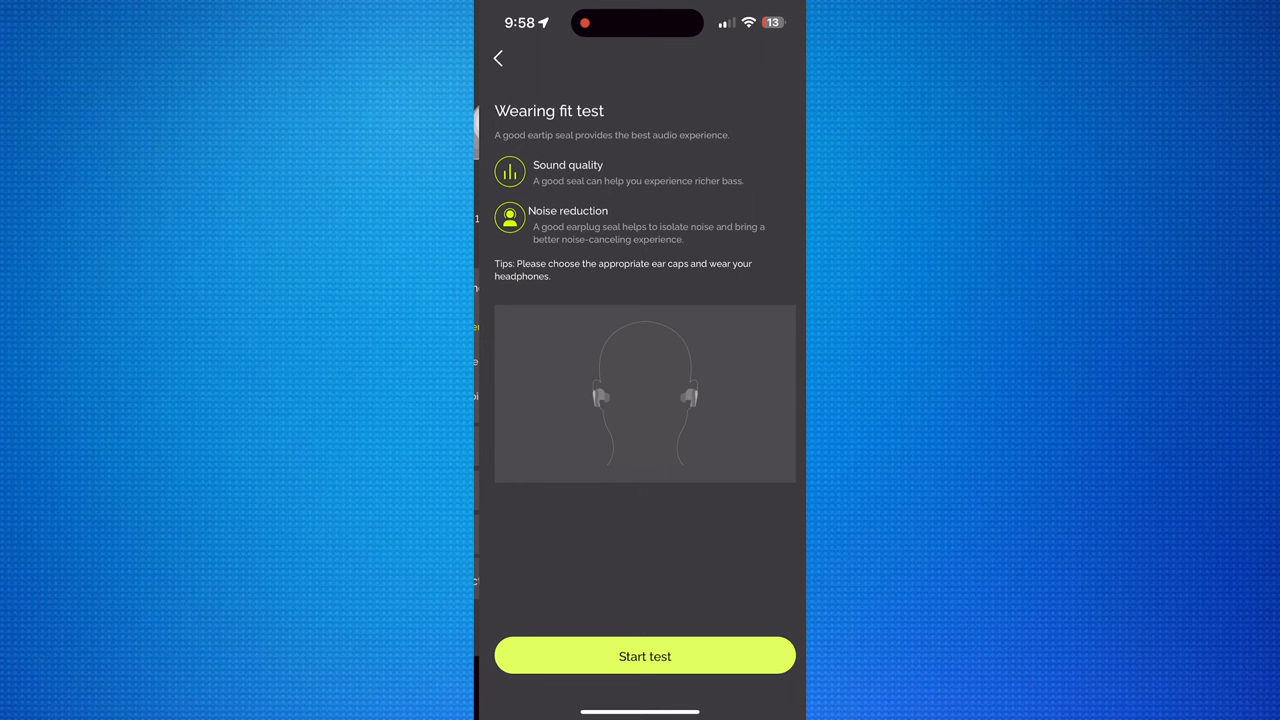 9:58
13
Wearing fit test
A good eartip seal provides the best audio experience.
Sound quality
A good seal can help you experience richer bass.
Noise reduction
A good earplug seal helps to isolate noise and bring a
better noise-canceling experience.
Tips: Please choose the appropriate ear caps and wear your
headphones.
Start test